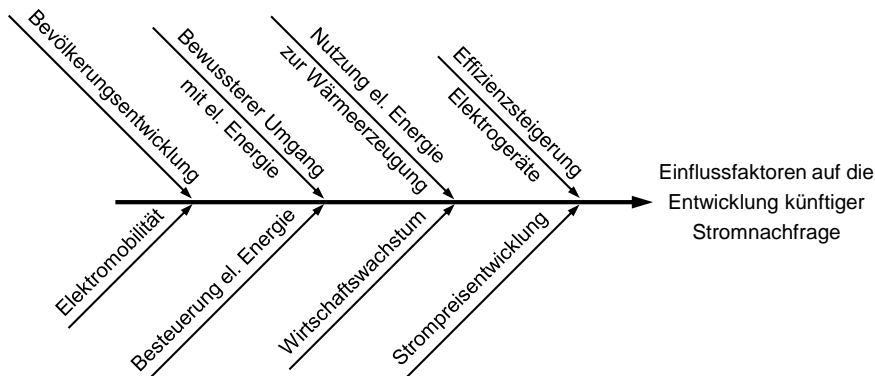 Bevölkerungsentwicklung
Bewussterer Umgang
mit el. Energie
Nutzung el. Energie
zur Wärmeerzeugung
Effizienzsteigerung
Elektrogeräte
Einflussfaktoren auf die
Entwicklung künftiger
Stromnachfrage
Elektromobilität
Besteuerung el. Energie
Wirtschaftswachstum
Strompreisentwicklung